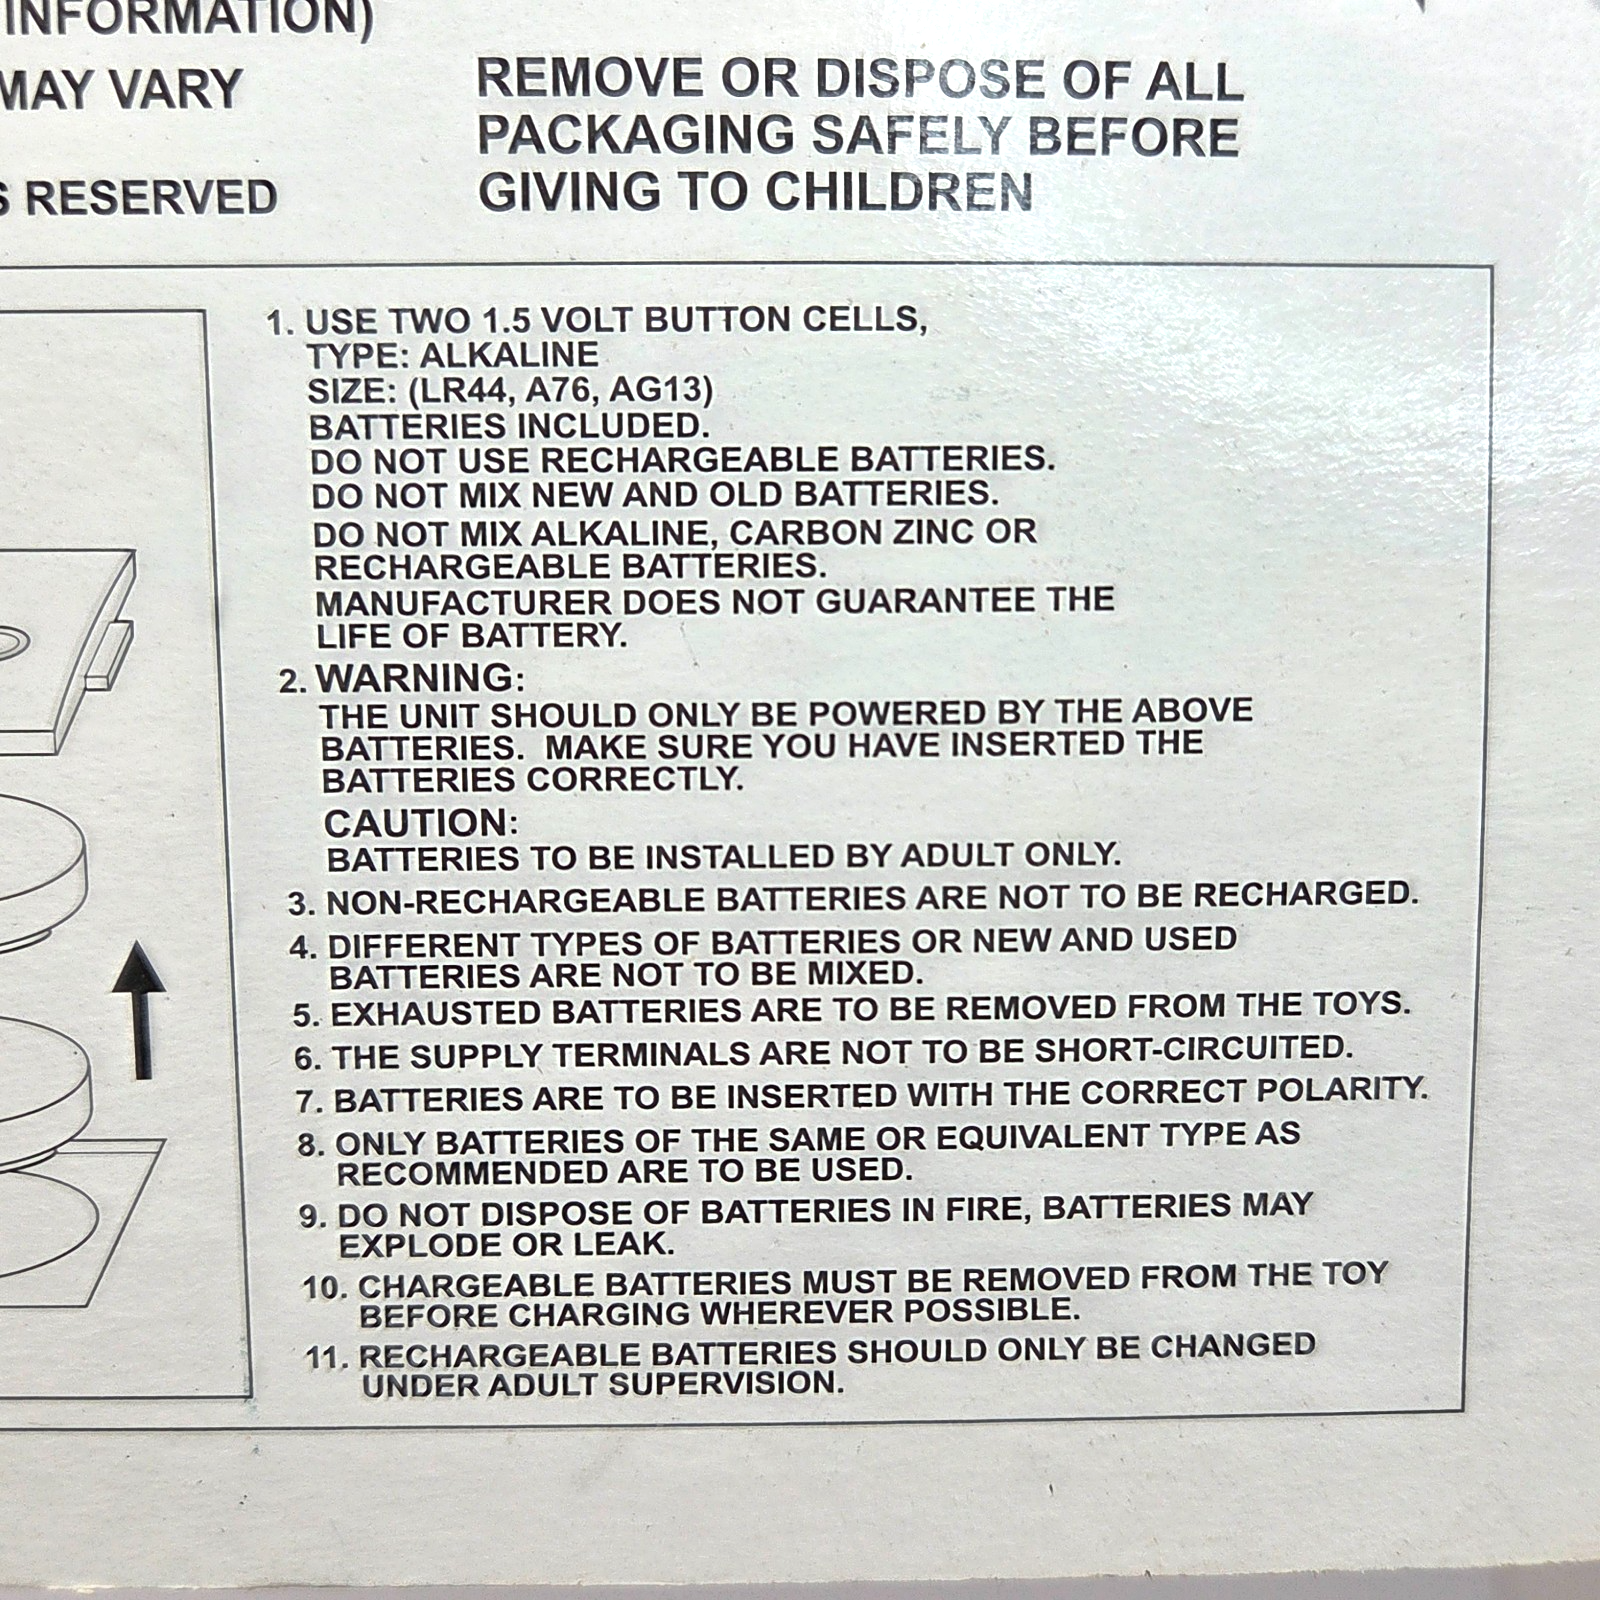 INFORMATION)
MAY VARY
S RESERVED
REMOVE OR DISPOSE OF ALL
PACKAGING SAFELY BEFORE
GIVING TO CHILDREN
1. USE TWO 1.5 VOLT BUTTON CELLS,
TYPE: ALKALINE
SIZE: (LR44, A76, AG13)
BATTERIES INCLUDED.
DO NOT USE RECHARGEABLE BATTERIES.
DO NOT MIX NEW AND OLD BATTERIES.
DO NOT MIX ALKALINE, CARBON ZINC OR
RECHARGEABLE BATTERIES.
MANUFACTURER DOES NOT GUARANTEE THE
LIFE OF BATTERY.
2. WARNING:
THE UNIT SHOULD ONLY BE POWERED BY THE ABOVE
BATTERIES. MAKE SURE YOU HAVE INSERTED THE
BATTERIES CORRECTLY.
CAUTION:
BATTERIES TO BE INSTALLED BY ADULT ONLY.
3. NON-RECHARGEABLE BATTERIES ARE NOT TO BE RECHARGED.
4. DIFFERENT TYPES OF BATTERIES OR NEW AND USED
BATTERIES ARE NOT TO BE MIXED.
5. EXHAUSTED BATTERIES ARE TO BE REMOVED FROM THE TOYS.
6. THE SUPPLY TERMINALS ARE NOT TO BE SHORT-CIRCUITED.
7. BATTERIES ARE TO BE INSERTED WITH THE CORRECT POLARITY.
8. ONLY BATTERIES OF THE SAME OR EQUIVALENT TYPE AS
RECOMMENDED ARE TO BE USED.
9. DO NOT DISPOSE OF BATTERIES IN FIRE, BATTERIES MAY
EXPLODE OR LEAK.
10. CHARGEABLE BATTERIES MUST BE REMOVED FROM THE TOY
BEFORE CHARGING WHEREVER POSSIBLE.
11. RECHARGEABLE BATTERIES SHOULD ONLY BE CHANGED
UNDER ADULT SUPERVISION.